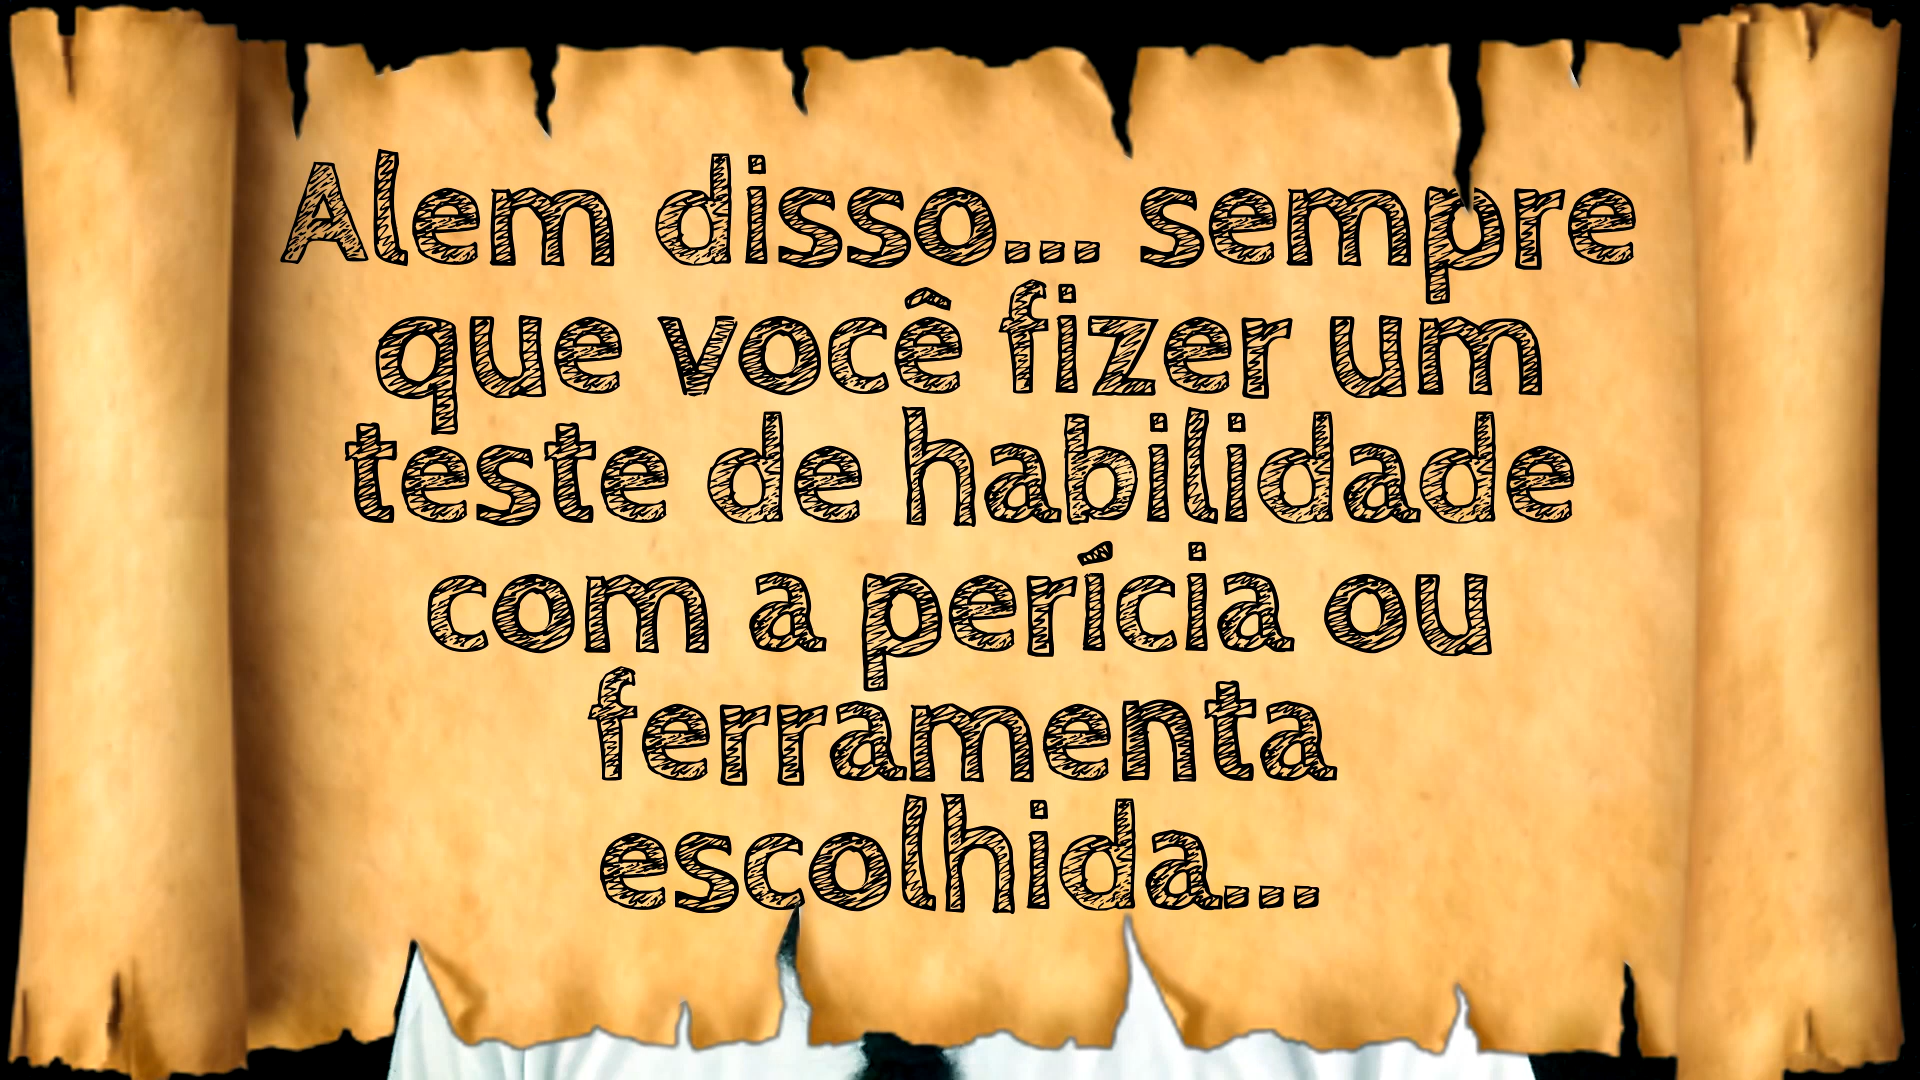 Alem disso... sempre
que você fizer um
teste de habilidade
com a perícia ou
ferramenta
escolhida...